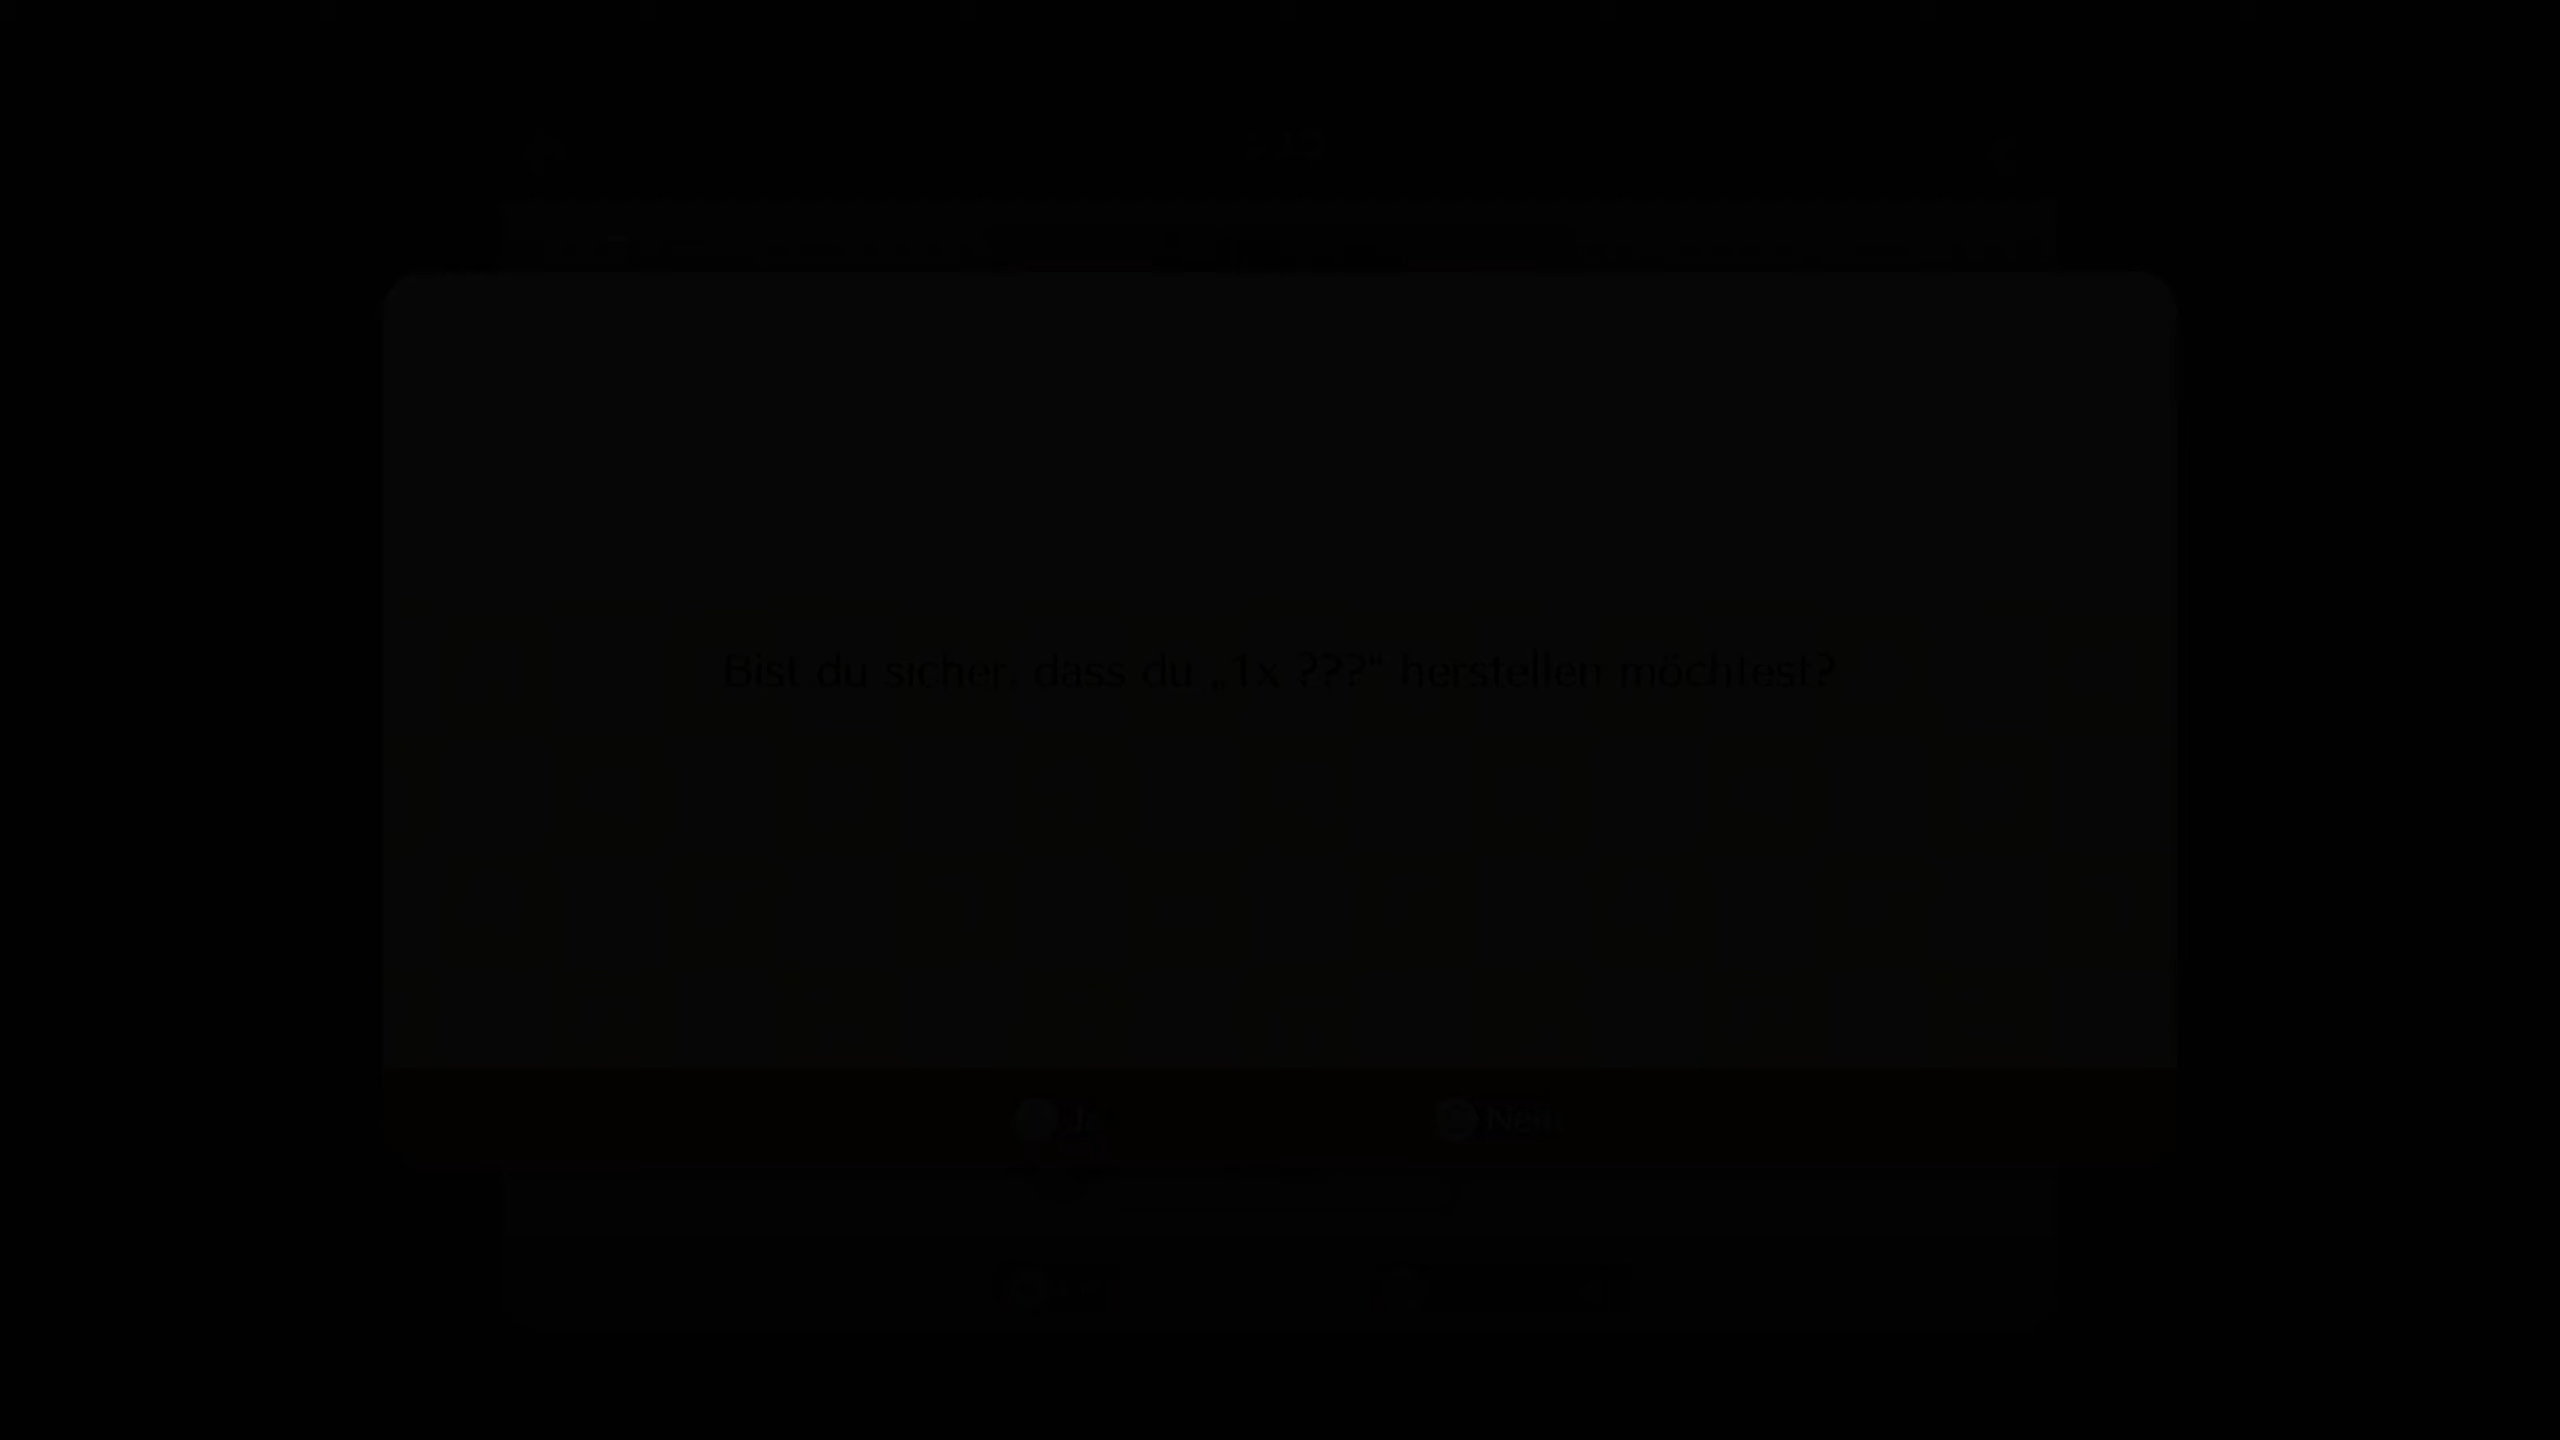 ???
Bist du sicher, dass du „1x ???“ herstellen möchtest?
Ja
Nein